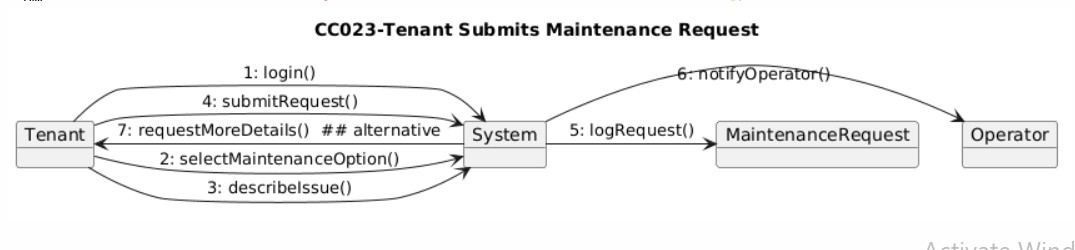 CC023-Tenant Submits Maintenance Request
1: login()
6: notifyOperator()
4: submitRequest()
7: requestMoreDetails()  ## alternative
5: logRequest()
Tenant
System
MaintenanceRequest
Operator
2: selectMaintenanceOption()
3: describeIssue()